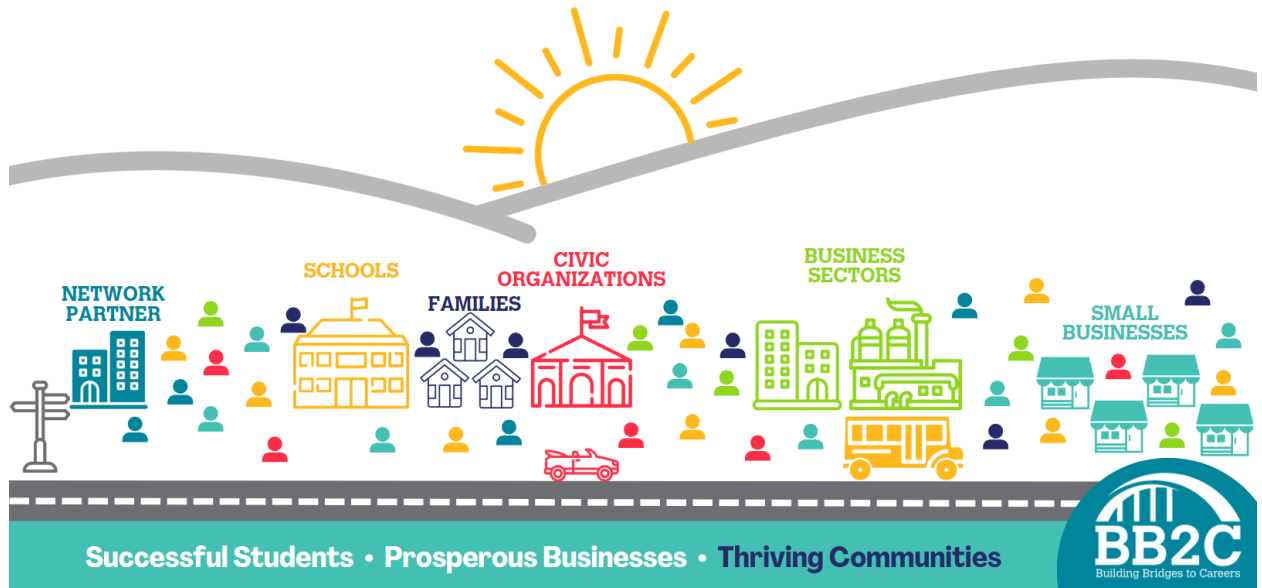 NETWORK
PARTNER
SCHOOLS
FAMILIES
CIVIC
ORGANIZATIONS
BUSINESS
SECTORS
SMALL
BUSINESSES
Successful Students • Prosperous Businesses • Thriving Communities
BB2C
Building Bridges to Careers